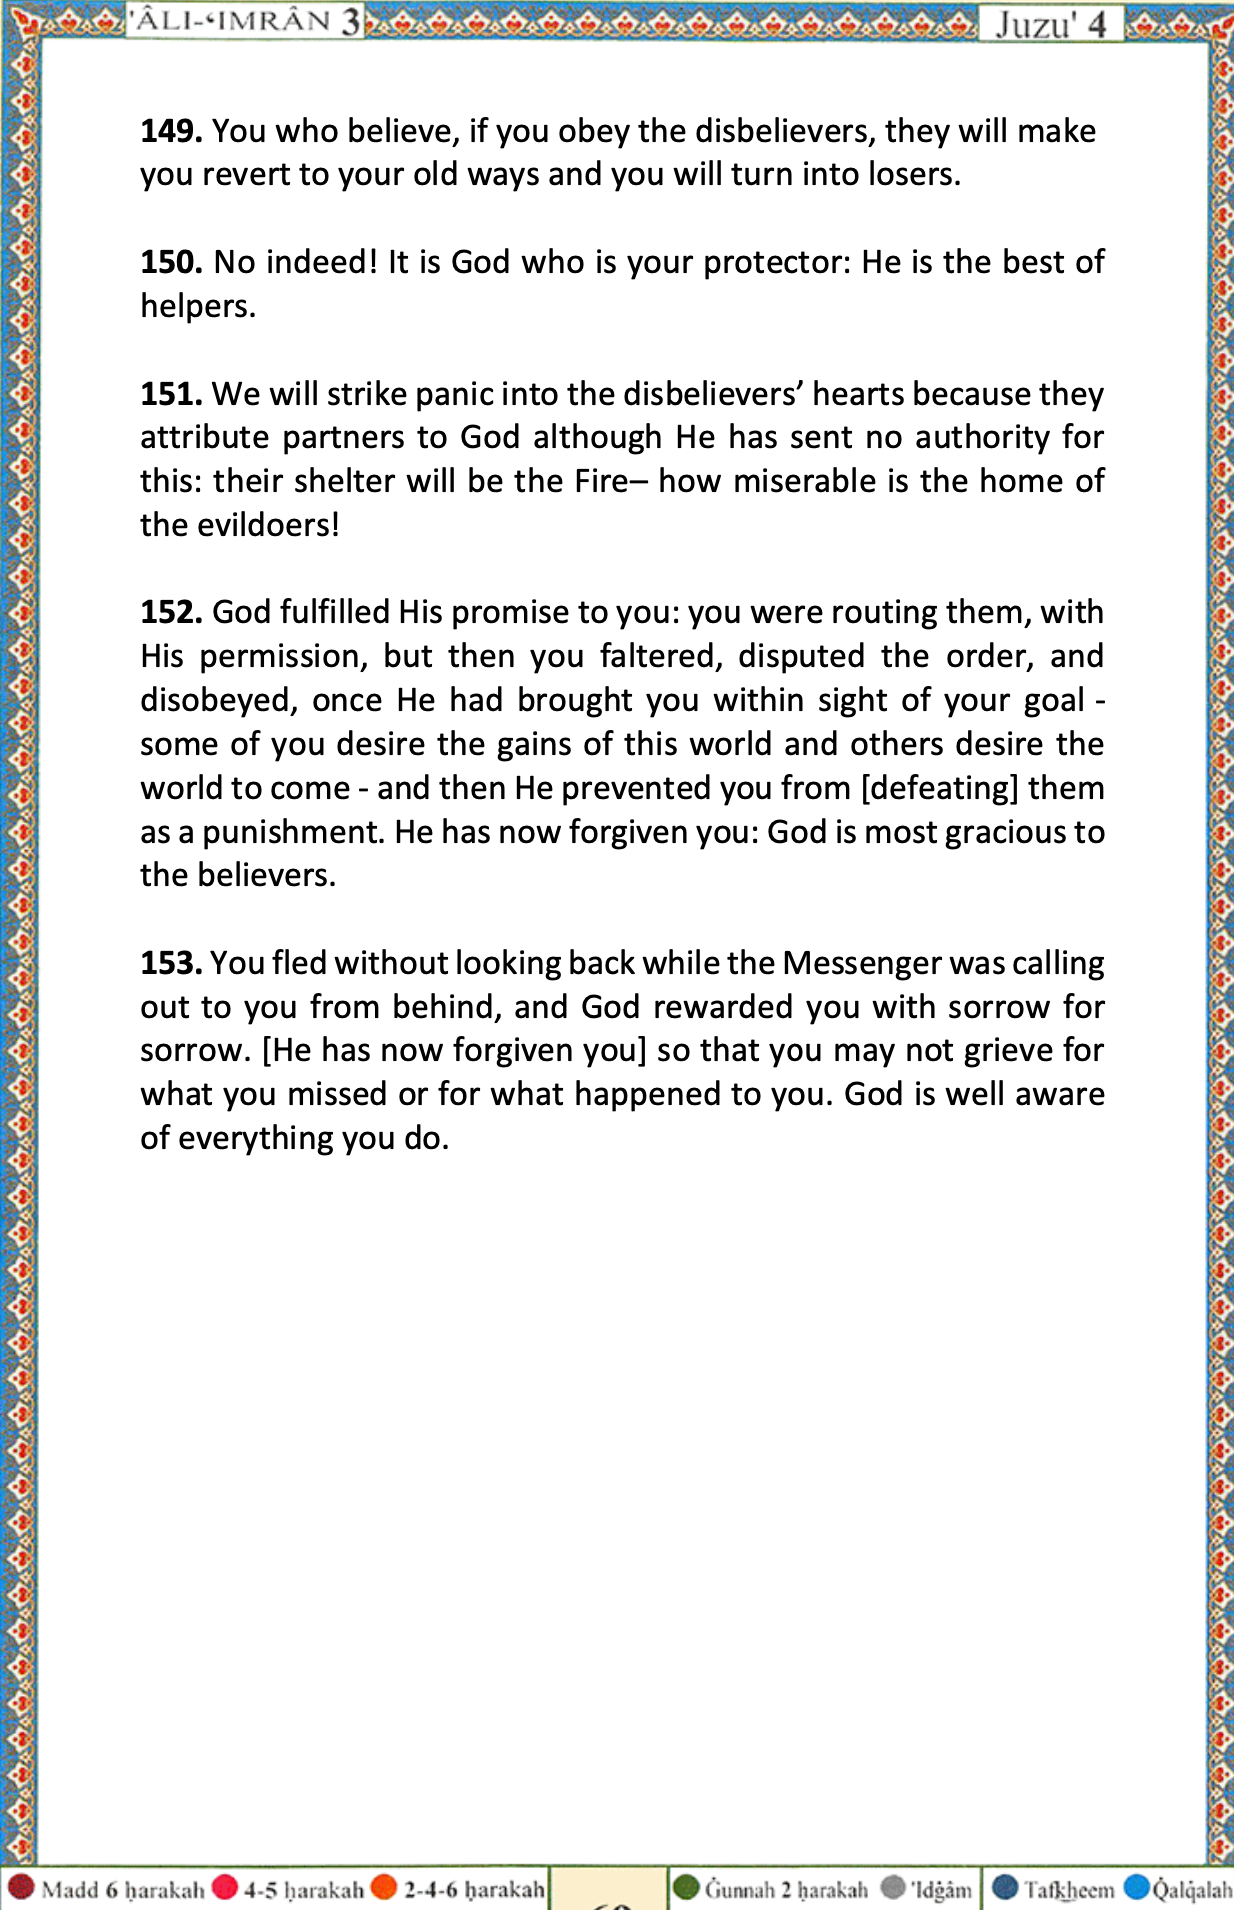 'ÂLI-‘IMRÂN 3
Juzu' 4
149. You who believe, if you obey the disbelievers, they will make
you revert to your old ways and you will turn into losers.
150. No indeed! It is God who is your protector: He is the best of
helpers.
151. We will strike panic into the disbelievers’ hearts because they
attribute partners to God although He has sent no authority for
this: their shelter will be the Fire– how miserable is the home of
the evildoers!
152. God fulfilled His promise to you: you were routing them, with
His permission, but then you faltered, disputed the order, and
disobeyed, once He had brought you within sight of your goal -
some of you desire the gains of this world and others desire the
world to come - and then He prevented you from [defeating] them
as a punishment. He has now forgiven you: God is most gracious to
the believers.
153. You fled without looking back while the Messenger was calling
out to you from behind, and God rewarded you with sorrow for
sorrow. [He has now forgiven you] so that you may not grieve for
what you missed or for what happened to you. God is well aware
of everything you do.
Madd 6 ḥarakah 4-5 ḥarakah 2-4-6 ḥarakah Ġunnah 2 ḥarakah 'Idġâm Tafkheem Qalqalah